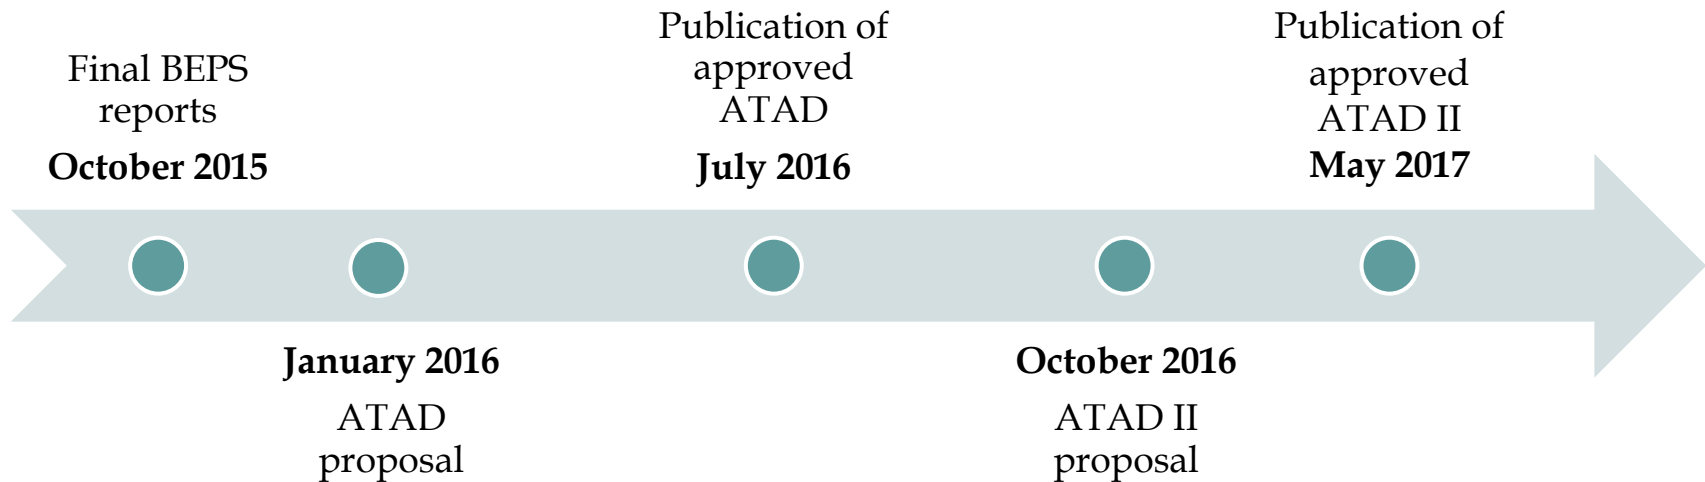 Final BEPS
reports
October 2015
January 2016
ATAD
proposal
Publication of
approved
ATAD
July 2016
October 2016
ATAD II
proposal
Publication of
approved
ATAD II
May 2017